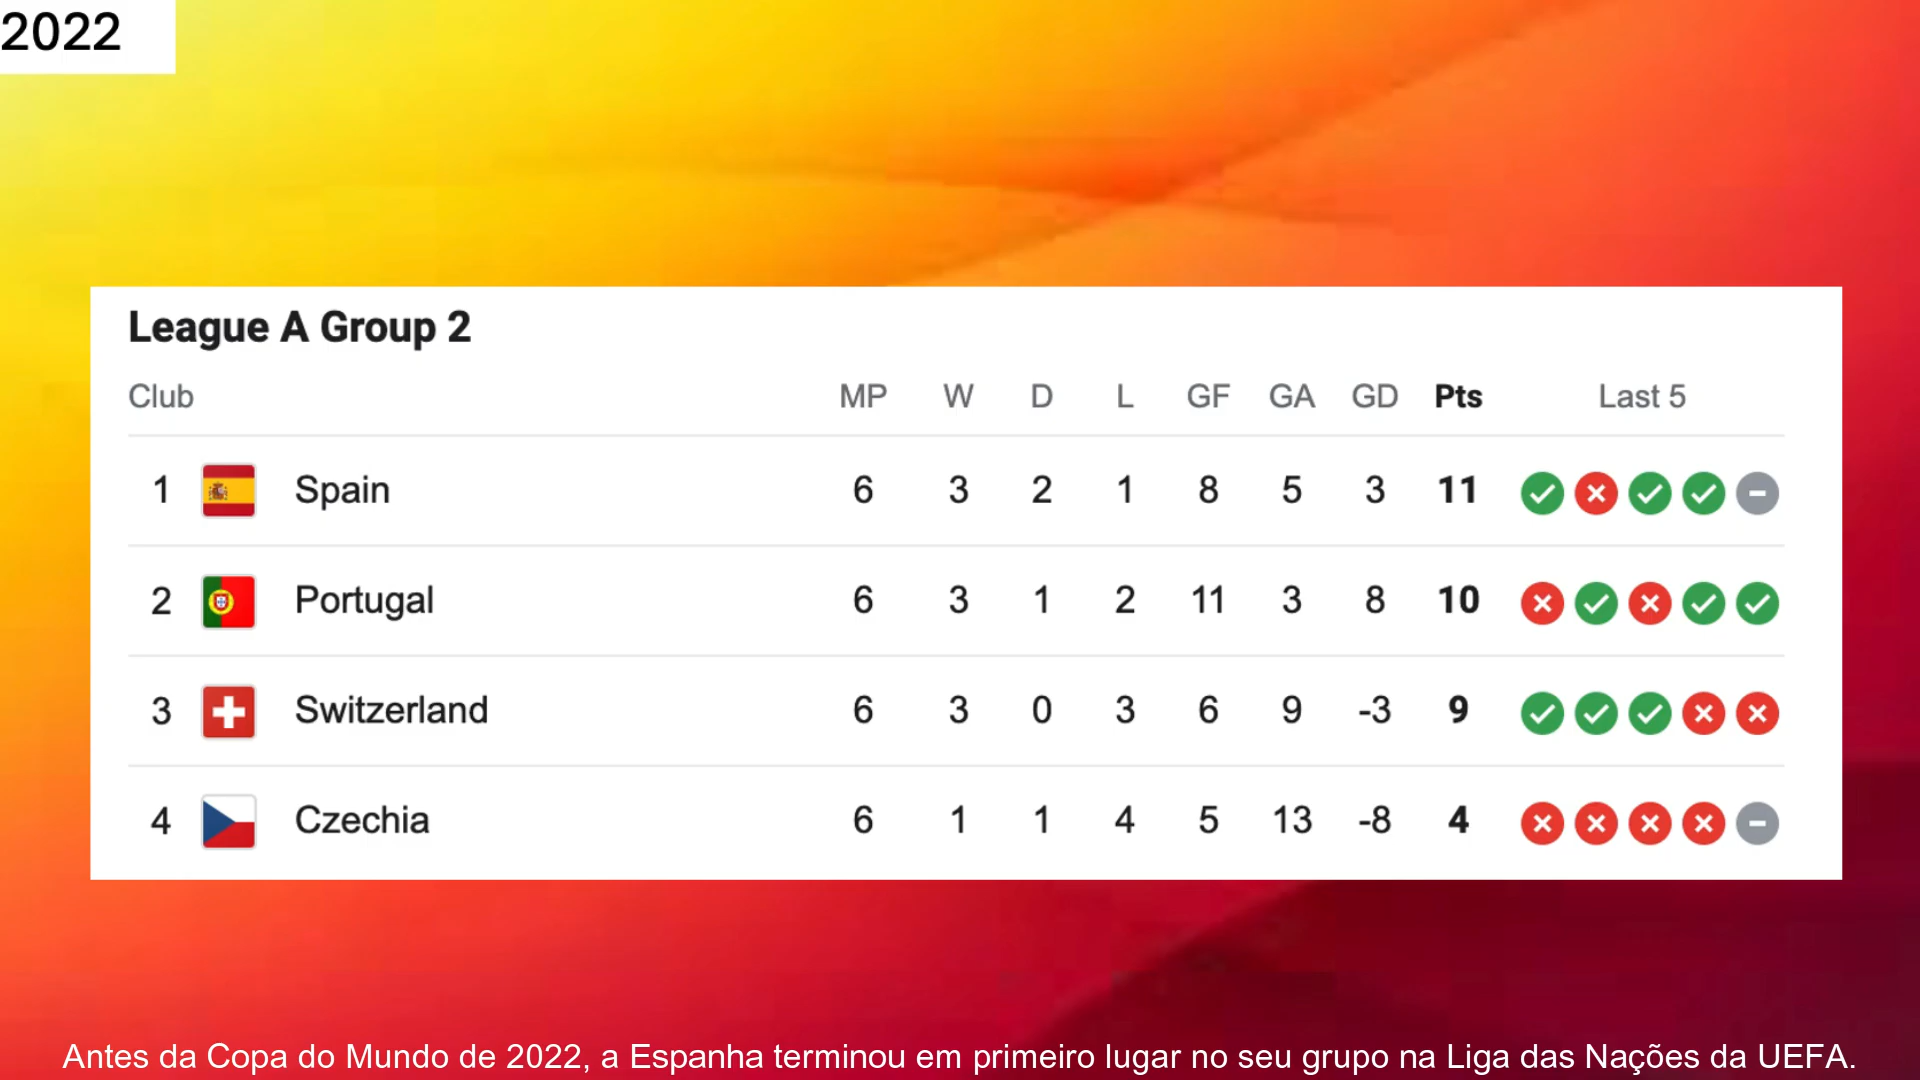 2022
League A Group 2
Club MP W D L GF GA GD Pts Last 5
1 Spain 6 3 2 1 8 5 3 11
2 Portugal 6 3 1 2 11 3 8 10
3 Switzerland 6 3 0 3 6 9 -3 9
4 Czechia 6 1 1 4 5 13 -8 4
Antes da Copa do Mundo de 2022, a Espanha terminou em primeiro lugar no seu grupo na Liga das Nações da UEFA.